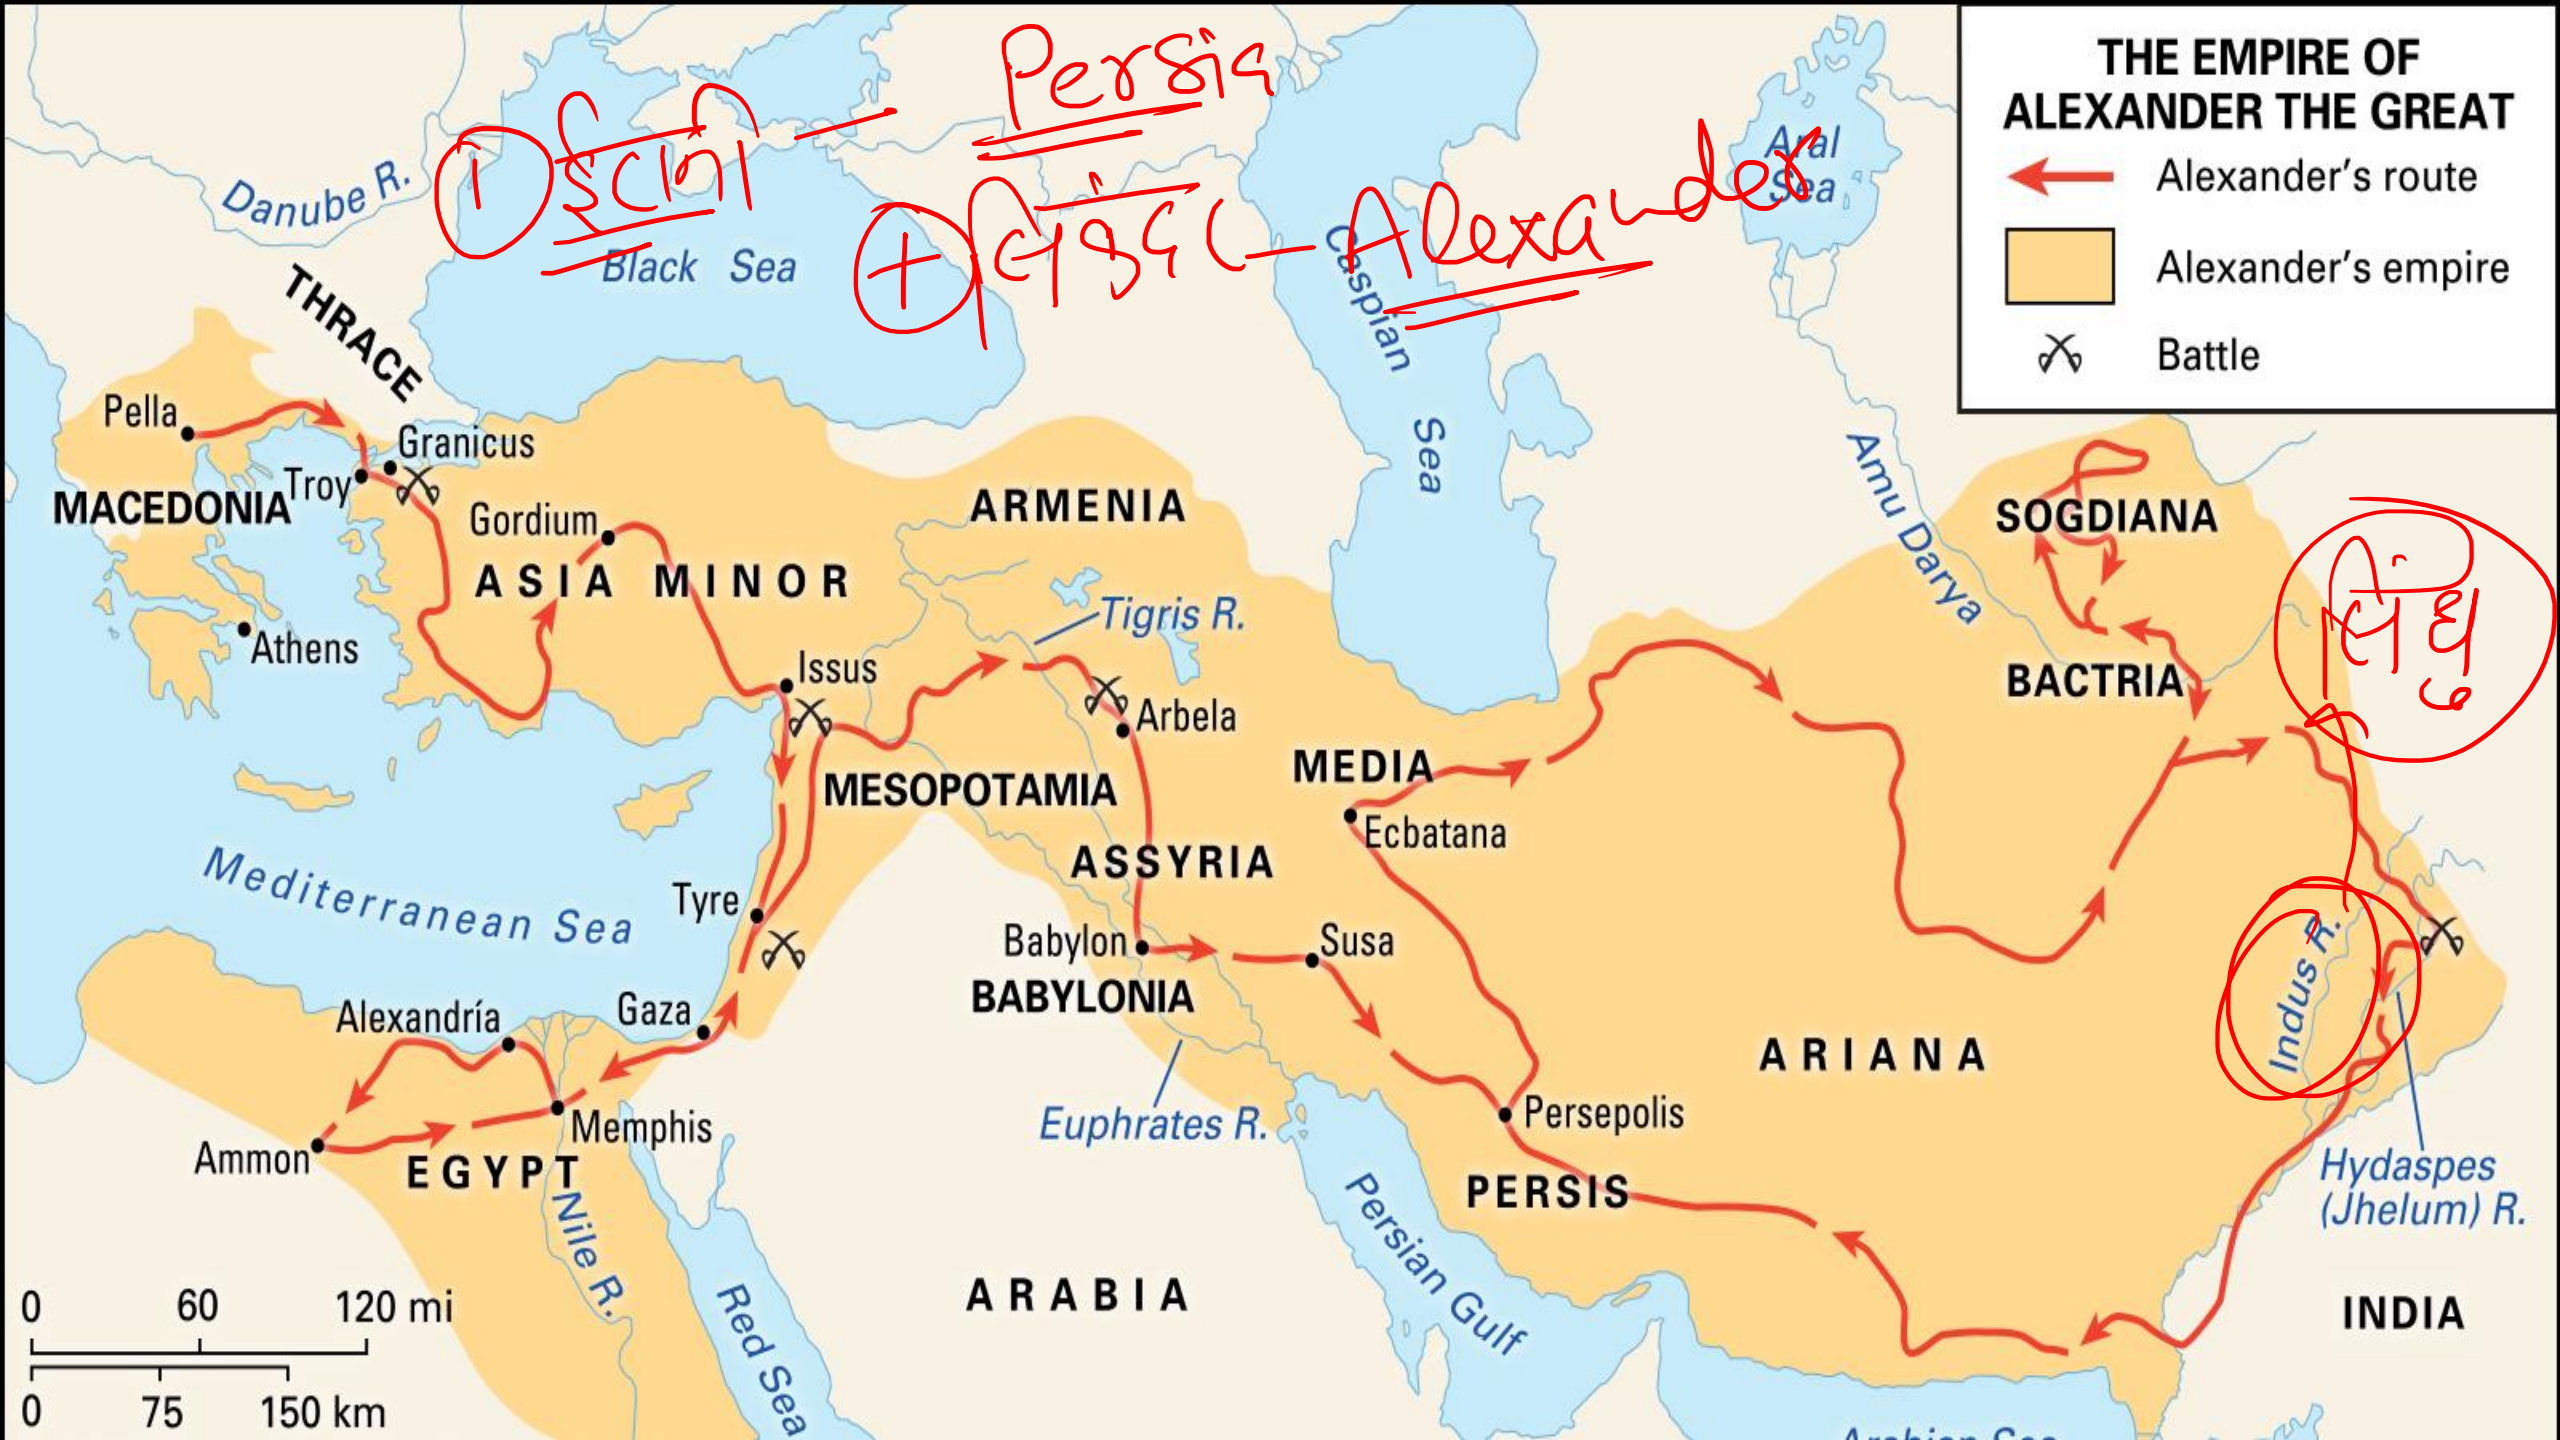 THE EMPIRE OF
ALEXANDER THE GREAT
Alexander's route
Alexander's empire
Battle
Persia
①
+ सिकंदर - Alexander
Danube R.
Black Sea
Aral
Sea
Caspian
Sea
THRACE
Pella
Granicus
MACEDONIA
Troy
Gordium
ARMENIA
Amu Darya
SOGDIANA
ASIA MINOR
Tigris R.
सिंधु
Athens
Issus
Arbela
BACTRIA
MEDIA
MESOPOTAMIA
Ecbatana
ASSYRIA
Mediterranean Sea
Tyre
Babylon
Susa
Indus R.
BABYLONIA
Alexandría
Gaza
ARIANA
Memphis
Euphrates R.
Persepolis
Ammon
EGYPT
PERSIS
Hydaspes
(Jhelum) R.
Nile R.
Persian Gulf
ARABIA
Red Sea
INDIA
0 60 120 mi
0 75 150 km
Arabian Sea